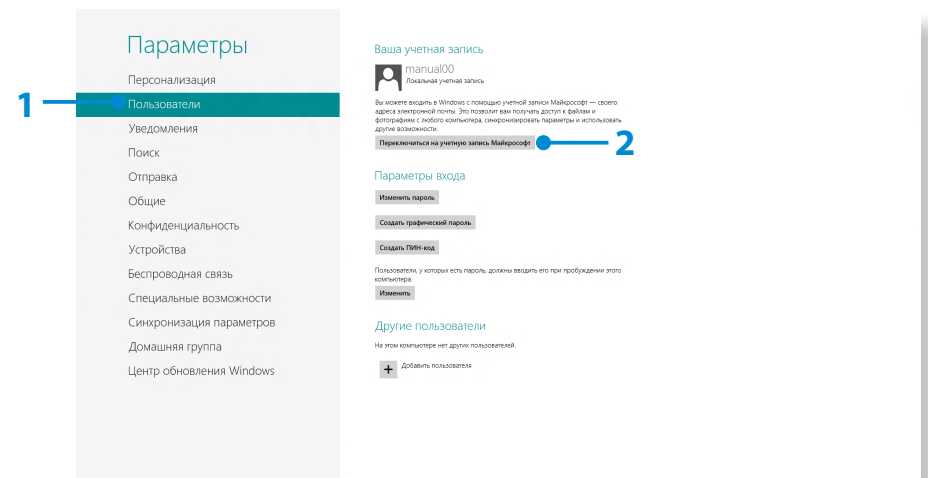 Параметры
Персонализация
1
Пользователи
Уведомления
Поиск
Отправка
Общие
Конфиденциальность
Устройства
Беспроводная связь
Специальные возможности
Синхронизация параметров
Домашняя группа
Центр обновления Windows
Ваша учетная запись
manual00
Локальная учетная запись
Вы можете входить в Windows с помощью учетной записи Майкрософт — своего
адреса электронной почты. Это позволит вам получать доступ к файлам и
фотографиям с любого компьютера, синхронизировать параметры и использовать
другие возможности.
Переключиться на учетную запись Майкрософт
2
Параметры входа
Изменить пароль
Создать графический пароль
Создать ПИН-код
Пользователи, у которых есть пароль, должны вводить его при пробуждении этого
компьютера.
Изменить
Другие пользователи
На этом компьютере нет других пользователей.
Добавить пользователя